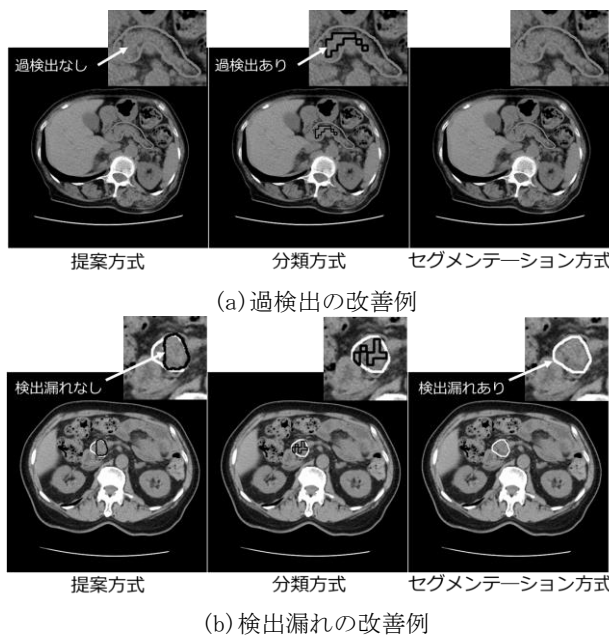 過検出なし
過検出あり
提案方式
分類方式
セグメンテーション方式
(a)過検出の改善例
検出漏れなし
検出漏れあり
提案方式
分類方式
セグメンテーション方式
(b)検出漏れの改善例